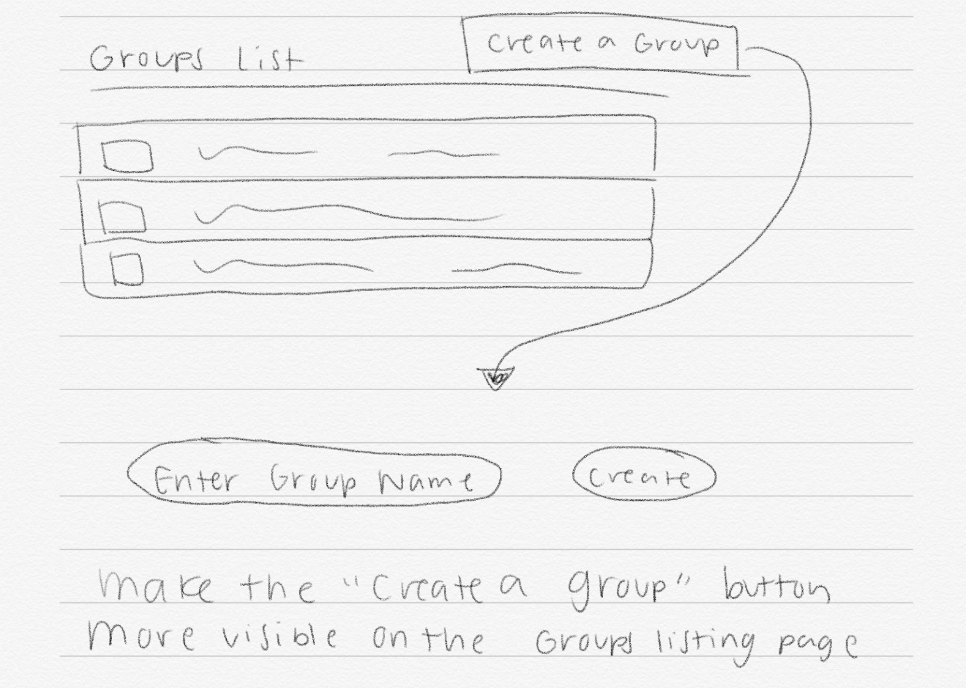 Groups List
Create a Group
Enter Group Name
Create
Make the "Create a group" button
more visible on the Groups listing page